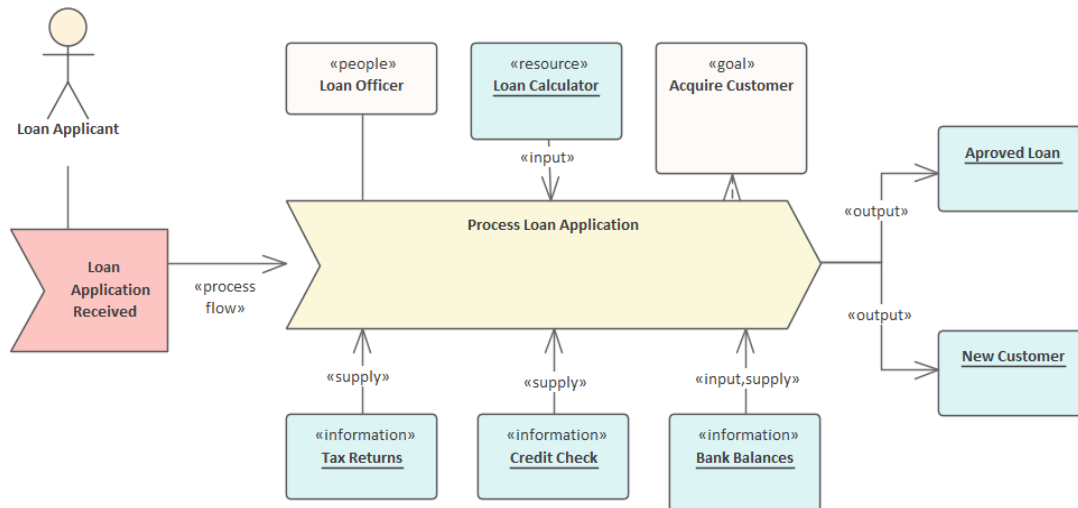 Loan Applicant
«people»
Loan Officer
«resource»
Loan Calculator
«goal»
Acquire Customer
«input»
Aproved Loan
«output»
Process Loan Application
Loan
Application
Received
«process
flow»
«output»
New Customer
«supply»
«supply»
«input,supply»
«information»
Tax Returns
«information»
Credit Check
«information»
Bank Balances